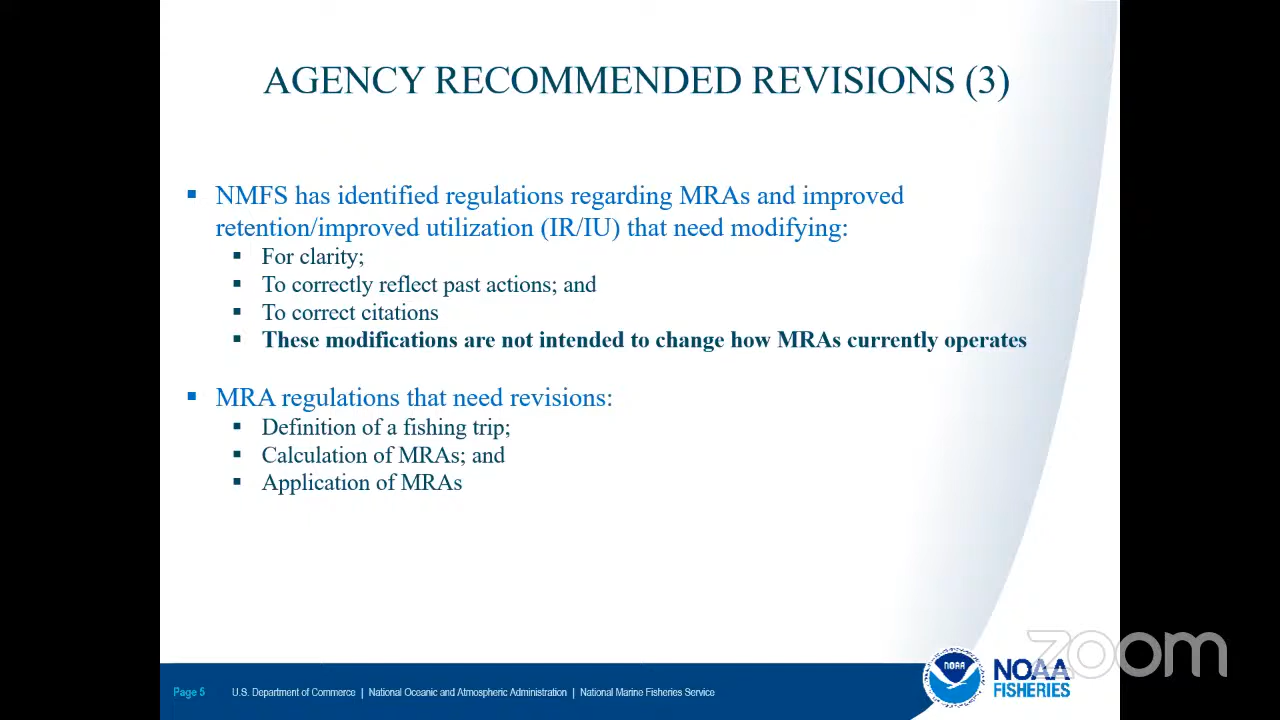 AGENCY RECOMMENDED REVISIONS (3)
▪ NMFS has identified regulations regarding MRAs and improved
retention/improved utilization (IR/IU) that need modifying:
▪ For clarity;
▪ To correctly reflect past actions; and
▪ To correct citations
▪ These modifications are not intended to change how MRAs currently operates
▪ MRA regulations that need revisions:
▪ Definition of a fishing trip;
▪ Calculation of MRAs; and
▪ Application of MRAs
Page 5 U.S. Department of Commerce | National Oceanic and Atmospheric Administration | National Marine Fisheries Service
NOAA
NOAA
FISHERIES
zoom